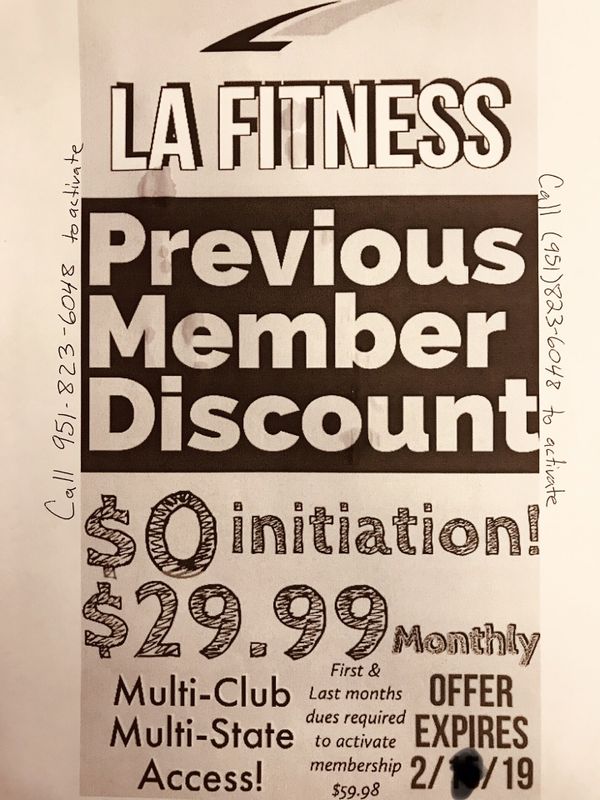 LA FITNESS
Call 951-823-6048 to activate
Call (951)823-6048 to activate
Previous
Member
Discount
$0 initiation!
$29.99 Monthly
Multi-Club
Multi-State
Access!
First &
Last months
dues required
to activate
membership
$59.98
OFFER
EXPIRES
2/ /19